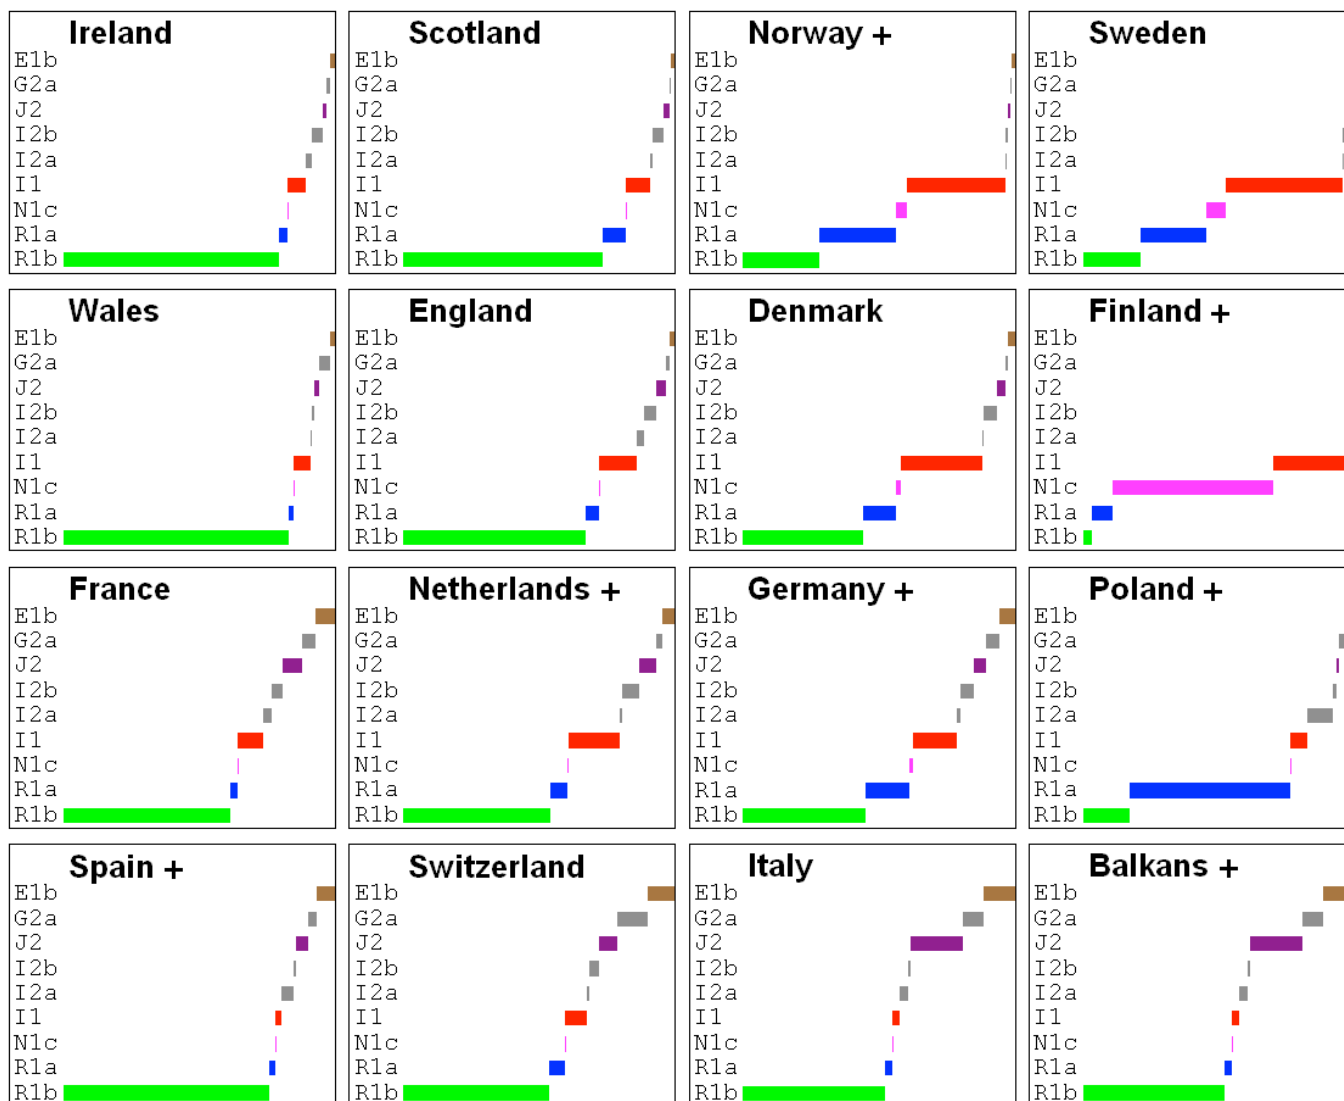 Ireland
E1b
G2a
J2
I2b
I2a
I1
N1c
R1a
R1b
Scotland
E1b
G2a
J2
I2b
I2a
I1
N1c
R1a
R1b
Norway +
E1b
G2a
J2
I2b
I2a
I1
N1c
R1a
R1b
Sweden
E1b
G2a
J2
I2b
I2a
I1
N1c
R1a
R1b
Wales
E1b
G2a
J2
I2b
I2a
I1
N1c
R1a
R1b
England
E1b
G2a
J2
I2b
I2a
I1
N1c
R1a
R1b
Denmark
E1b
G2a
J2
I2b
I2a
I1
N1c
R1a
R1b
Finland +
E1b
G2a
J2
I2b
I2a
I1
N1c
R1a
R1b
France
E1b
G2a
J2
I2b
I2a
I1
N1c
R1a
R1b
Netherlands +
E1b
G2a
J2
I2b
I2a
I1
N1c
R1a
R1b
Germany +
E1b
G2a
J2
I2b
I2a
I1
N1c
R1a
R1b
Poland +
E1b
G2a
J2
I2b
I2a
I1
N1c
R1a
R1b
Spain +
E1b
G2a
J2
I2b
I2a
I1
N1c
R1a
R1b
Switzerland
E1b
G2a
J2
I2b
I2a
I1
N1c
R1a
R1b
Italy
E1b
G2a
J2
I2b
I2a
I1
N1c
R1a
R1b
Balkans +
E1b
G2a
J2
I2b
I2a
I1
N1c
R1a
R1b